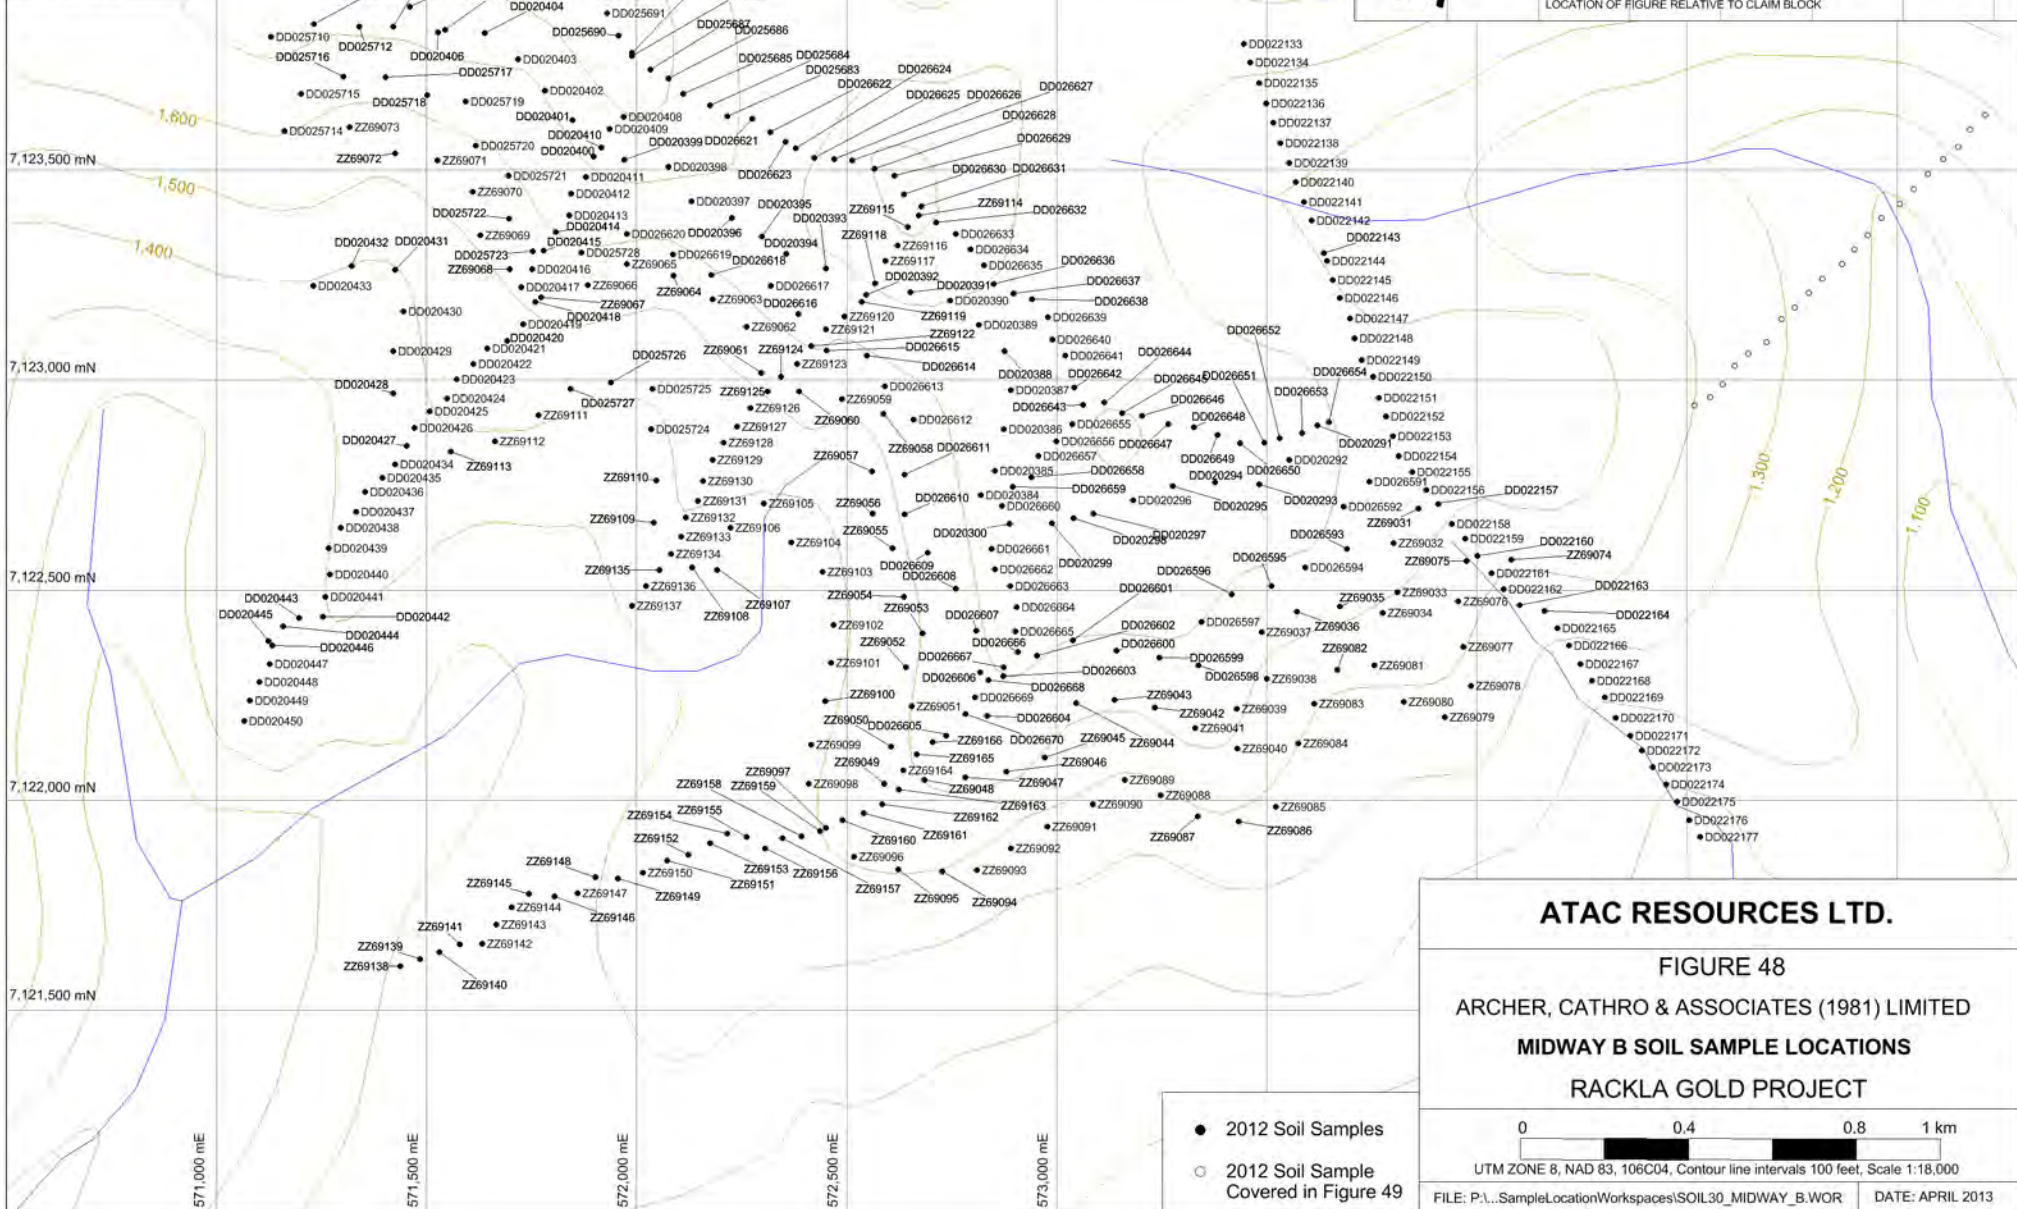 LOCATION OF FIGURE RELATIVE TO CLAIM BLOCK
DD020404
DD025691
DD025710
DD025712
DD020406
DD025690
DD025687
DD025686
DD022133
DD025716
DD025717
DD020403
DD025685
DD025684
DD025683
DD022134
DD025715
DD025718
DD025719
DD020402
DD026622
DD026624
DD026625
DD026626
DD026627
DD026628
DD022135
DD022136
1,600
DD025714
ZZ69073
DD020401
DD020408
DD020410
DD020409
DD020399
DD026621
DD026629
DD022137
DD022138
7,123,500 mN
ZZ69072
ZZ69071
DD025720
DD020400
DD020398
DD026623
DD026630
DD026631
DD022139
DD022140
1,500
DD025721
ZZ69070
DD020411
DD020412
DD020397
DD020395
DD020393
ZZ69115
ZZ69114
DD026632
DD022141
DD022142
DD025722
ZZ69069
DD020413
DD020414
DD026620
DD020396
DD020394
ZZ69118
ZZ69116
DD026633
DD026634
DD022143
1,400
DD020432
DD020431
DD025723
DD020415
DD025728
ZZ69065
DD026619
DD026618
ZZ69117
DD026635
DD026636
DD022144
ZZ69068
DD020416
DD020417
ZZ69066
ZZ69064
DD026617
DD020392
DD020391
DD026637
DD022145
DD020433
ZZ69067
ZZ69063
DD026616
DD020390
DD026638
DD022146
DD020430
DD020418
DD020419
ZZ69062
ZZ69120
ZZ69119
ZZ69121
ZZ69122
DD020389
DD026639
DD026652
DD022147
DD020429
DD020420
DD020421
DD025726
ZZ69061
ZZ69124
DD026615
DD026640
DD026641
DD026644
DD022148
DD020422
ZZ69123
DD026614
DD020388
DD026642
DD022149
7,123,000 mN
DD020428
DD020423
DD020424
DD025725
ZZ69125
DD026613
DD020387
DD026645
DD026651
DD026653
DD026654
DD022150
DD020425
DD025727
ZZ69126
ZZ69059
DD026643
DD026646
DD022151
DD020426
ZZ69111
DD025724
ZZ69127
ZZ69060
DD026612
DD020386
DD026655
DD026648
DD022152
DD020427
ZZ69112
ZZ69128
ZZ69058
DD026611
DD026656
DD026647
DD020291
DD022153
DD020434
ZZ69113
ZZ69129
ZZ69057
DD026657
DD026649
DD026650
DD020292
DD022154
DD020435
ZZ69110
ZZ69130
DD020385
DD026658
DD020294
DD022155
DD020436
ZZ69131
ZZ69105
ZZ69056
DD026610
DD020384
DD026659
DD020296
DD020295
DD020293
DD026591
DD022156
DD022157
1,300
1,200
1,100
DD020437
ZZ69109
ZZ69132
ZZ69106
DD026660
DD026592
ZZ69031
DD020438
ZZ69133
ZZ69055
DD020300
DD020298
DD020297
DD026593
DD022158
DD020439
ZZ69134
ZZ69104
DD026661
DD026595
ZZ69032
DD022159
DD022160
DD020440
ZZ69135
ZZ69103
DD026609
DD026608
DD026662
DD020299
DD026596
DD026594
ZZ69075
ZZ69074
DD022161
7,122,500 mN
DD020443
DD020441
ZZ69136
ZZ69054
DD026663
DD026601
ZZ69035
ZZ69033
DD022162
DD022163
DD020445
DD020442
ZZ69137
ZZ69107
ZZ69053
DD026607
DD026664
ZZ69034
ZZ69076
DD022164
DD020444
ZZ69108
ZZ69102
DD026665
DD026602
DD026597
ZZ69037
ZZ69036
DD022165
DD020446
ZZ69052
DD026666
DD026600
ZZ69082
ZZ69077
DD022166
DD020447
ZZ69101
DD026667
DD026603
DD026599
ZZ69081
DD022167
DD020448
DD026606
DD026668
DD026598
ZZ69038
ZZ69078
DD022168
DD020449
ZZ69100
ZZ69051
DD026669
ZZ69043
ZZ69083
ZZ69080
DD022169
DD020450
ZZ69050
DD026605
DD026604
ZZ69042
ZZ69039
ZZ69079
DD022170
ZZ69099
ZZ69166
DD026670
ZZ69045
ZZ69044
ZZ69041
DD022171
ZZ69049
ZZ69165
ZZ69046
ZZ69040
ZZ69084
DD022172
ZZ69097
ZZ69164
DD022173
ZZ69158
ZZ69159
ZZ69098
ZZ69048
ZZ69047
ZZ69089
DD022174
7,122,000 mN
ZZ69155
ZZ69163
ZZ69090
ZZ69088
ZZ69085
DD022175
ZZ69154
ZZ69162
ZZ69091
ZZ69087
ZZ69086
DD022176
ZZ69152
ZZ69160
ZZ69161
DD022177
ZZ69148
ZZ69096
ZZ69092
ZZ69145
ZZ69150
ZZ69153
ZZ69156
ZZ69093
ZZ69147
ZZ69151
ZZ69157
ZZ69144
ZZ69149
ZZ69095
ZZ69094
ZZ69141
ZZ69143
ZZ69146
ZZ69139
ZZ69142
ZZ69138
ZZ69140
7,121,500 mN
571,000 mE
571,500 mE
572,000 mE
572,500 mE
573,000 mE
2012 Soil Samples
2012 Soil Sample
Covered in Figure 49
ATAC RESOURCES LTD.
FIGURE 48
ARCHER, CATHRO & ASSOCIATES (1981) LIMITED
MIDWAY B SOIL SAMPLE LOCATIONS
RACKLA GOLD PROJECT
0 0.4 0.8 1 km
UTM ZONE 8, NAD 83, 106C04, Contour line intervals 100 feet, Scale 1:18,000
FILE: P:\...SampleLocationWorkspaces\SOIL30_MIDWAY_B.WOR
DATE: APRIL 2013